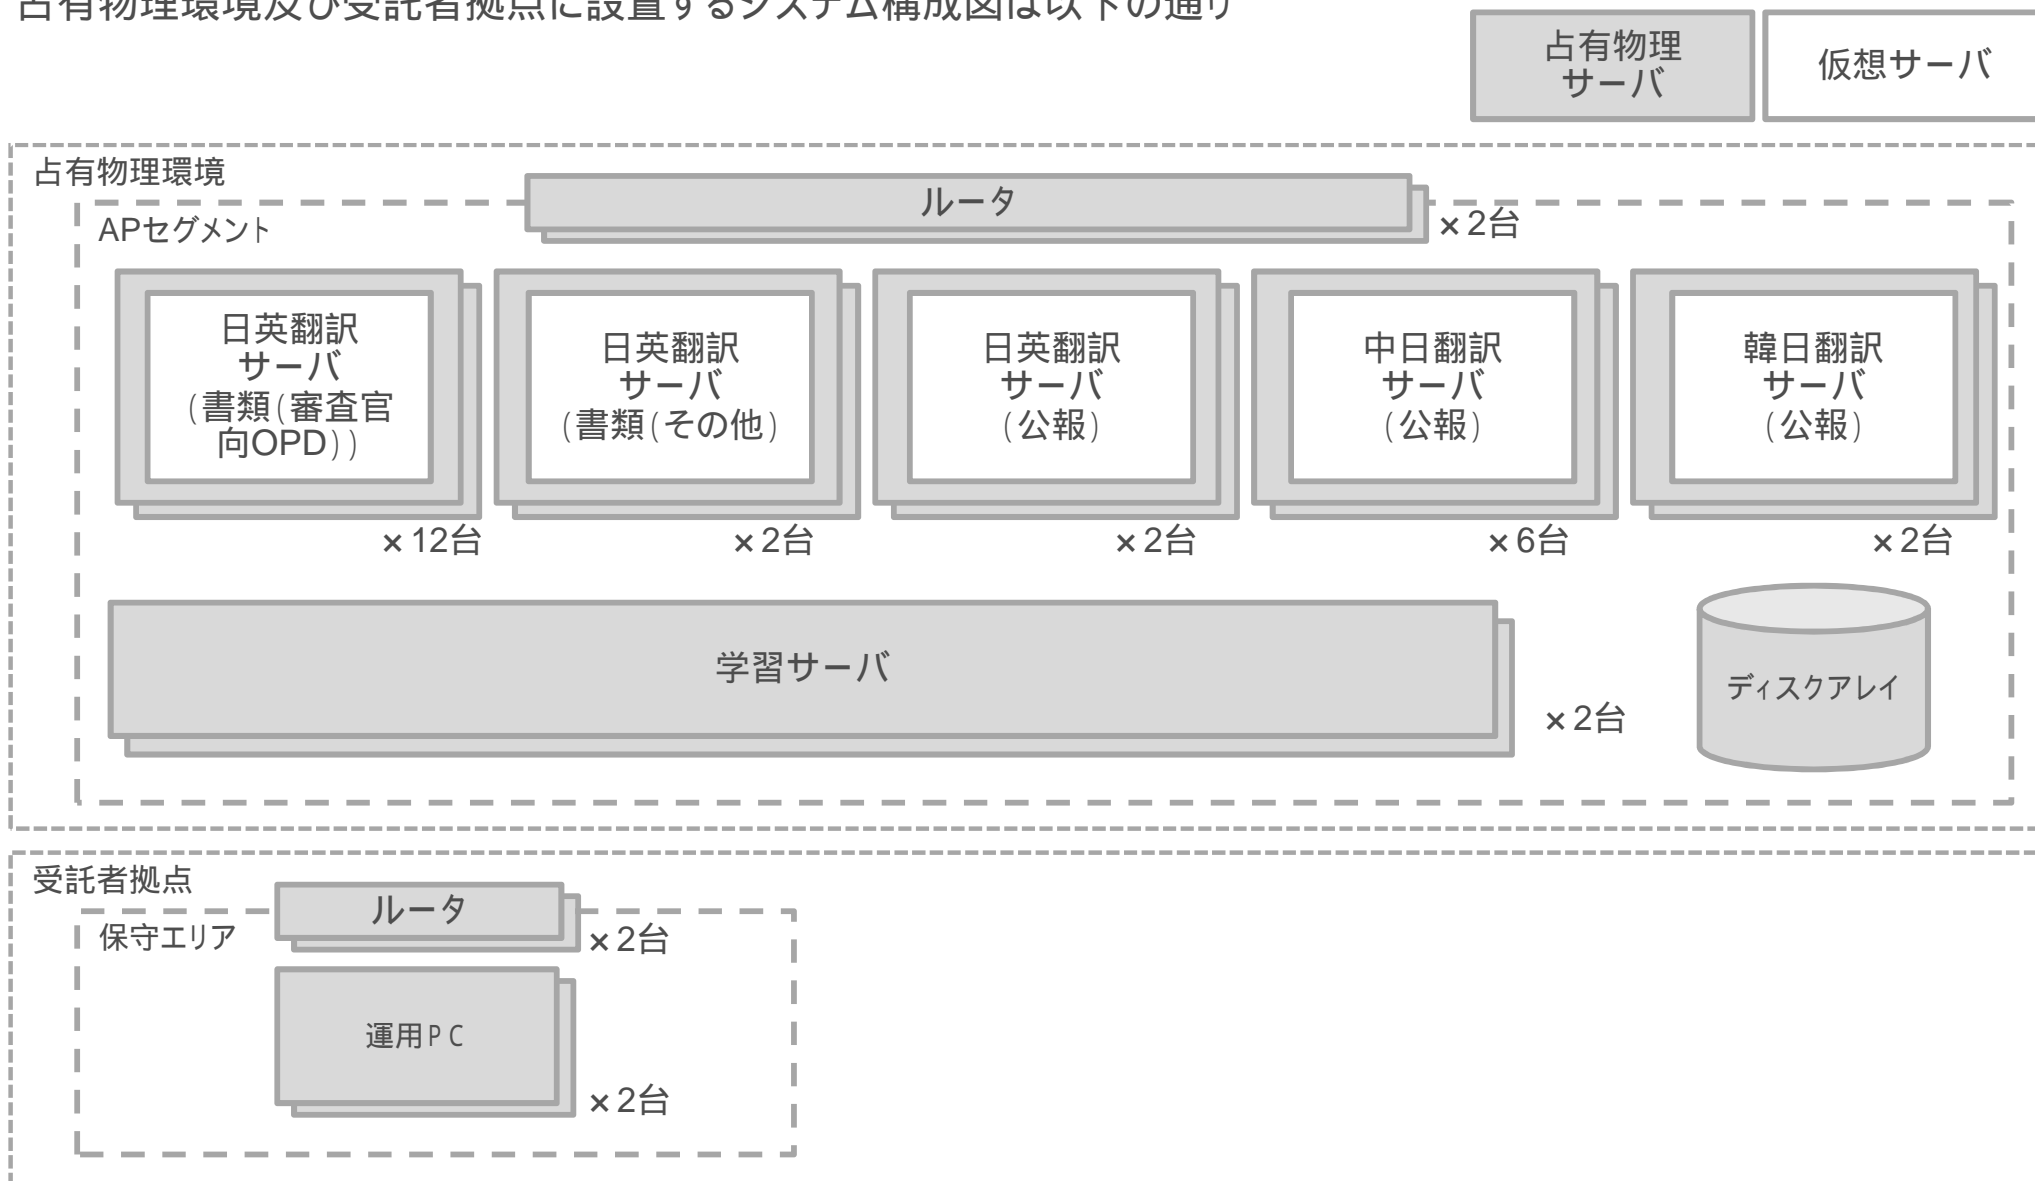 占有物理環境及び受託者拠点に設置するシステム構成図は以下の通り
占有物理
サーバ
仮想サーバ
占有物理環境
ルータ
×2台
APセグメント
日英翻訳
サーバ
(書類(審査官
向OPD))
×12台
日英翻訳
サーバ
(書類(その他)
×2台
日英翻訳
サーバ
(公報)
×2台
中日翻訳
サーバ
(公報)
×6台
韓日翻訳
サーバ
(公報)
×2台
学習サーバ
×2台
ディスクアレイ
受託者拠点
ルータ
×2台
保守エリア
運用PC
×2台